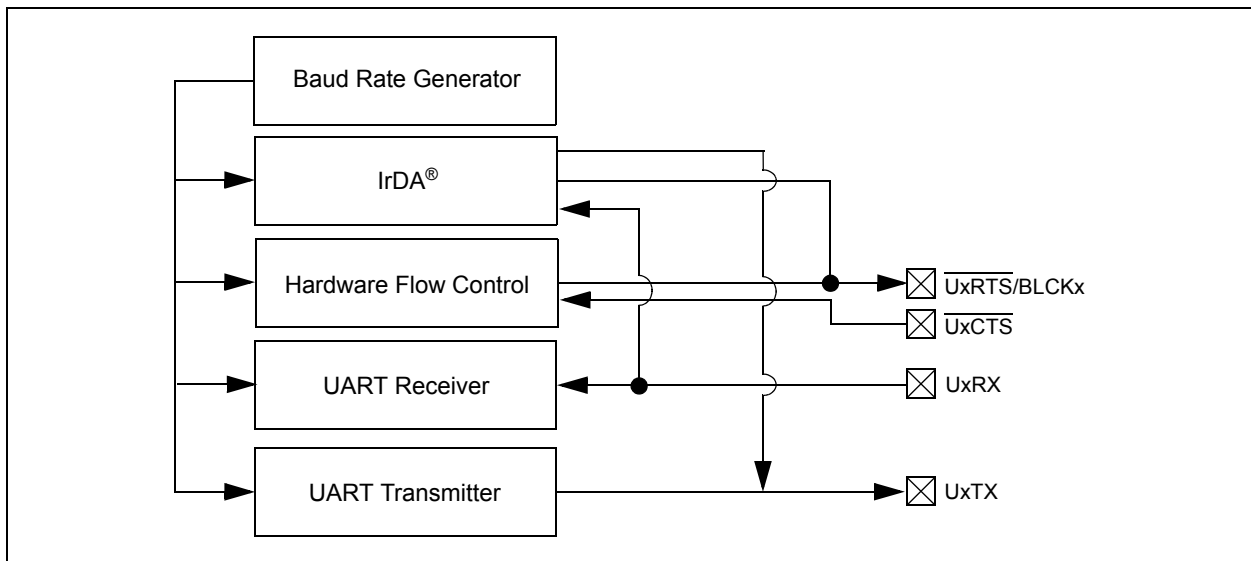 Baud Rate Generator
IrDA®
Hardware Flow Control
UxRTS/BLCKx
UxCTS
UART Receiver
UxRX
UART Transmitter
UxTX